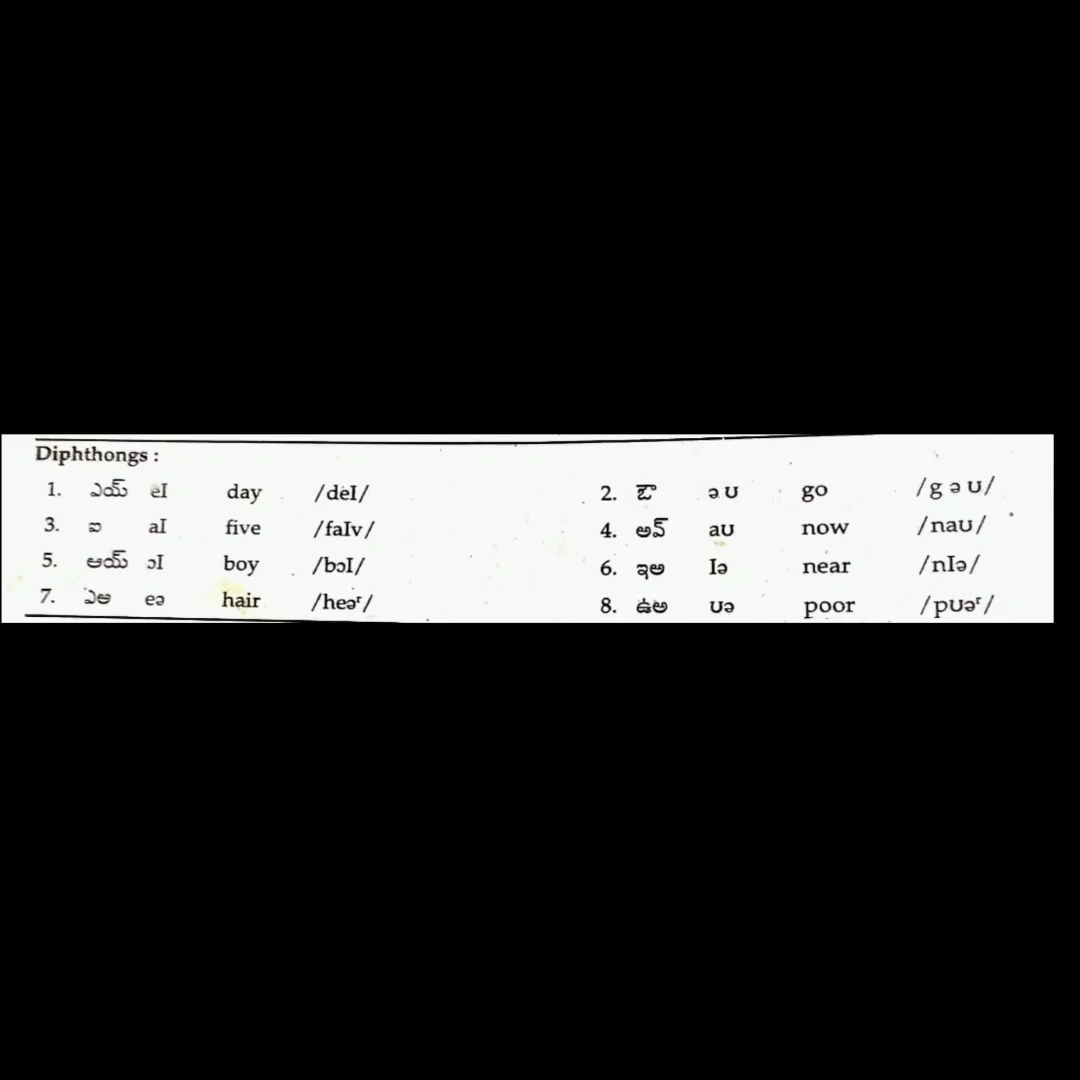 Diphthongs :
1. ఎయ్ eI day /deI/ 2. ఔ əʊ go /g ə ʊ/
3. ఐ aI five /faIv/ 4. అవ్ aʊ now /naʊ/
5. ఆయ్ ɔI boy /bɔI/ 6. ఇఅ Iə near /nIə/
7. ఎఅ eə hair /heəʳ/ 8. ఉఅ ʊə poor /pʊəʳ/